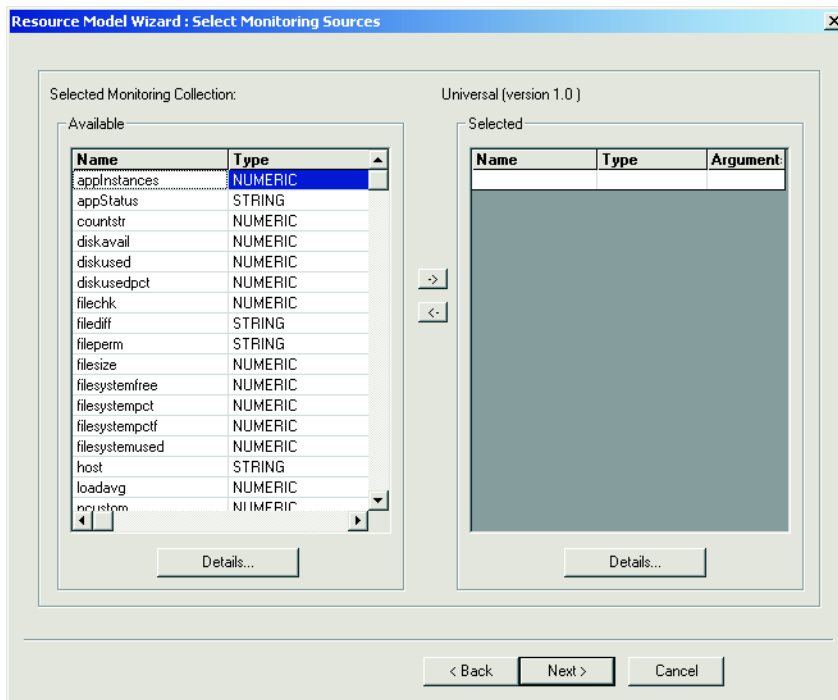 Resource Model Wizard : Select Monitoring Sources
Selected Monitoring Collection: Universal (version 1.0 )
Available
Name Type
appInstances NUMERIC
appStatus STRING
countstr NUMERIC
diskavail NUMERIC
diskused NUMERIC
diskusedpct NUMERIC
filechk NUMERIC
filediff STRING
fileperm STRING
filesize NUMERIC
filesystemfree NUMERIC
filesystempct NUMERIC
filesystempctf NUMERIC
filesystemused NUMERIC
host STRING
loadavg NUMERIC
ncustom NUMERIC
Details...
->
<-
Selected
Name Type Argument:
Details...
< Back Next > Cancel